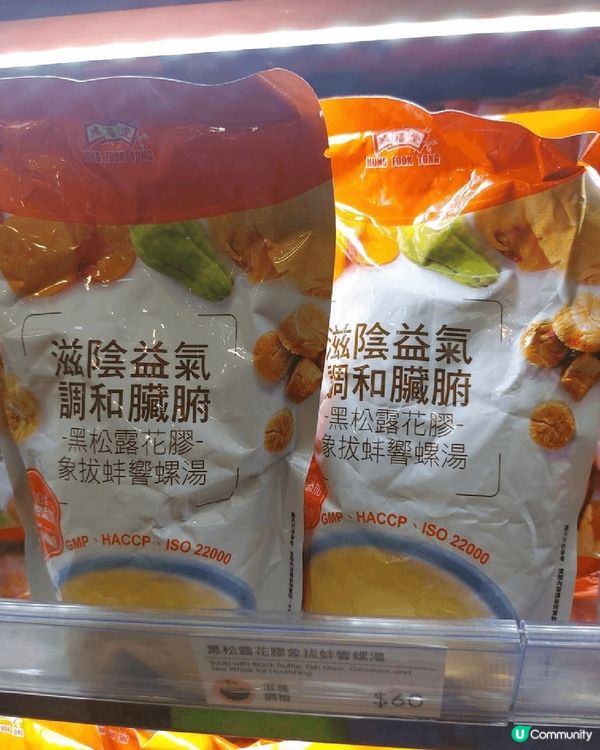 鴻福堂
HUNG FOOK TONG
滋陰益氣
調和臟腑
-黑松露花膠-
象拔蚌響螺湯
GMP、HACCP、ISO 22000
鴻福堂
HUNG FOOK TONG
滋陰益氣
調和臟腑
-黑松露花膠-
象拔蚌響螺湯
GMP、HACCP、ISO 22000
黑松露花膠象拔蚌響螺湯
Soup with Black Truffle, Fish Maw, Geoduck and
Sea Whelk for Nourishing
滋養
調補
$60
U Community